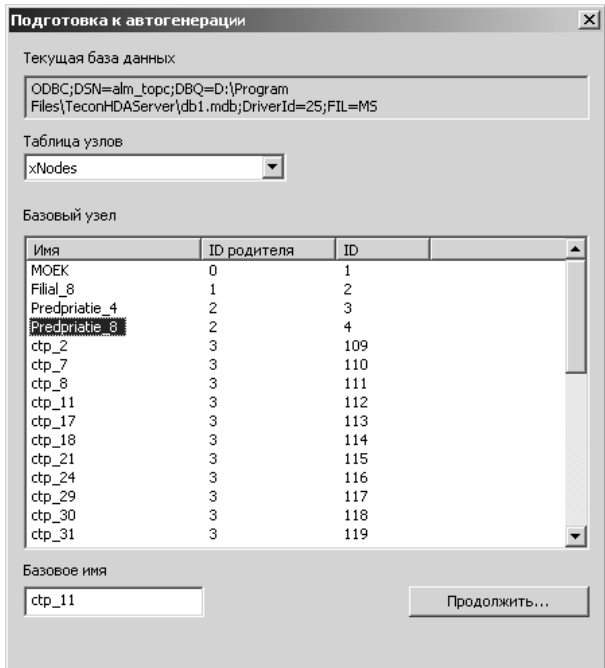 Подготовка к автогенерации
Текущая база данных
ODBC;DSN=alm_topc;DBQ=D:\Program
Files\TeconHDAServer\db1.mdb;DriverId=25;FIL=MS
Таблица узлов
xNodes
Базовый узел
Имя ID родителя ID
MOEK 0 1
Filial_8 1 2
Predpriatie_4 2 3
Predpriatie_8 2 4
ctp_2 3 109
ctp_7 3 110
ctp_8 3 111
ctp_11 3 112
ctp_17 3 113
ctp_18 3 114
ctp_21 3 115
ctp_24 3 116
ctp_29 3 117
ctp_30 3 118
ctp_31 3 119
Базовое имя
ctp_11
Продолжить...